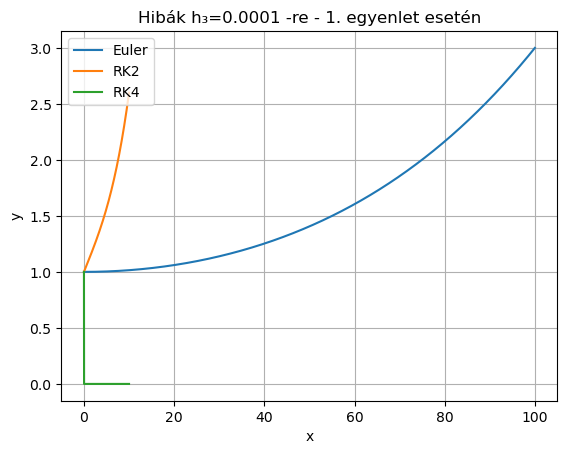 Hibák h₃=0.0001 -re - 1. egyenlet esetén
Euler
RK2
RK4
3.0
2.5
2.0
1.5
1.0
0.5
0.0
y
0 20 40 60 80 100
x